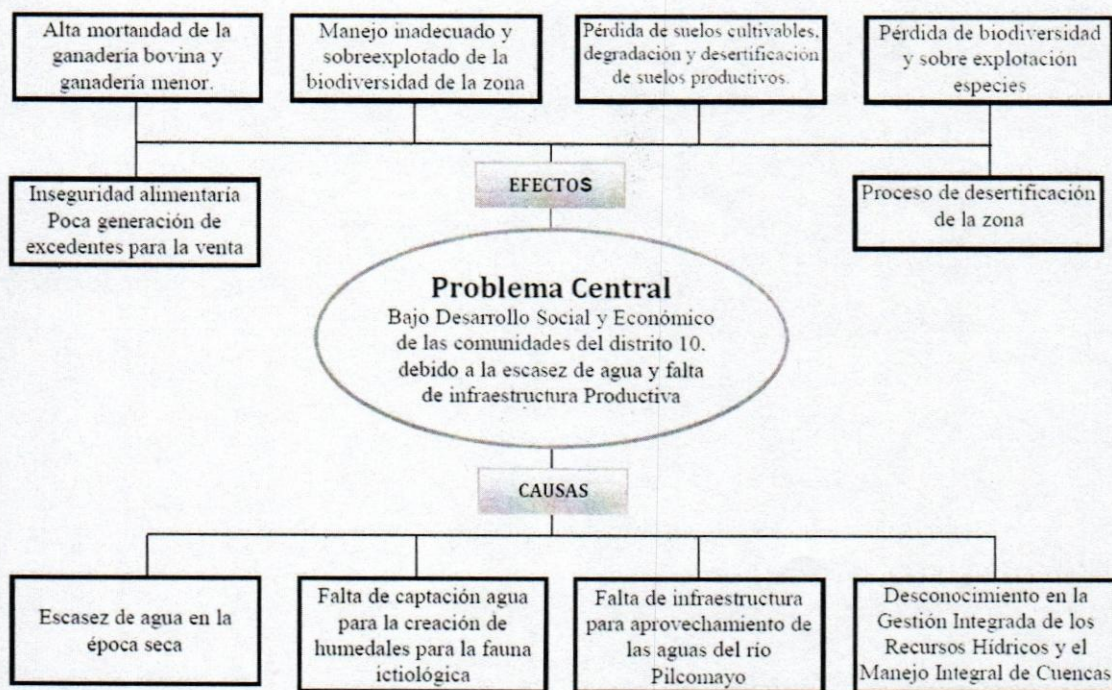 Alta mortandad de la
ganadería bovina y
ganadería menor.
Manejo inadecuado y
sobreexplotado de la
biodiversidad de la zona
Pérdida de suelos cultivables,
degradación y desertificación
de suelos productivos.
Pérdida de biodiversidad
y sobre explotación
especies
Inseguridad alimentaría
Poca generación de
excedentes para la venta
EFECTOS
Proceso de desertificación
de la zona
Problema Central
Bajo Desarrollo Social y Económico
de las comunidades del distrito 10.
debido a la escasez de agua y falta
de infraestructura Productiva
CAUSAS
Escasez de agua en la
época seca
Falta de captación agua
para la creación de
humedales para la fauna
ictiológica
Falta de infraestructura
para aprovechamiento de
las aguas del río
Pilcomayo
Desconocimiento en la
Gestión Integrada de los
Recursos Hídricos y el
Manejo Integral de Cuencas